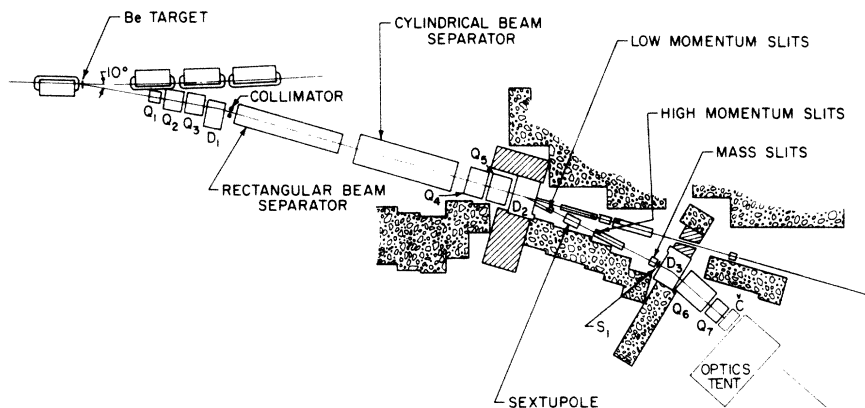 Be TARGET
CYLINDRICAL BEAM
SEPARATOR
LOW MOMENTUM SLITS
10°
COLLIMATOR
HIGH MOMENTUM SLITS
Q1
Q2
Q3
D1
MASS SLITS
Q5
RECTANGULAR BEAM
SEPARATOR
Q4
D2
D3
Č
S1
Q6
Q7
OPTICS
TENT
SEXTUPOLE